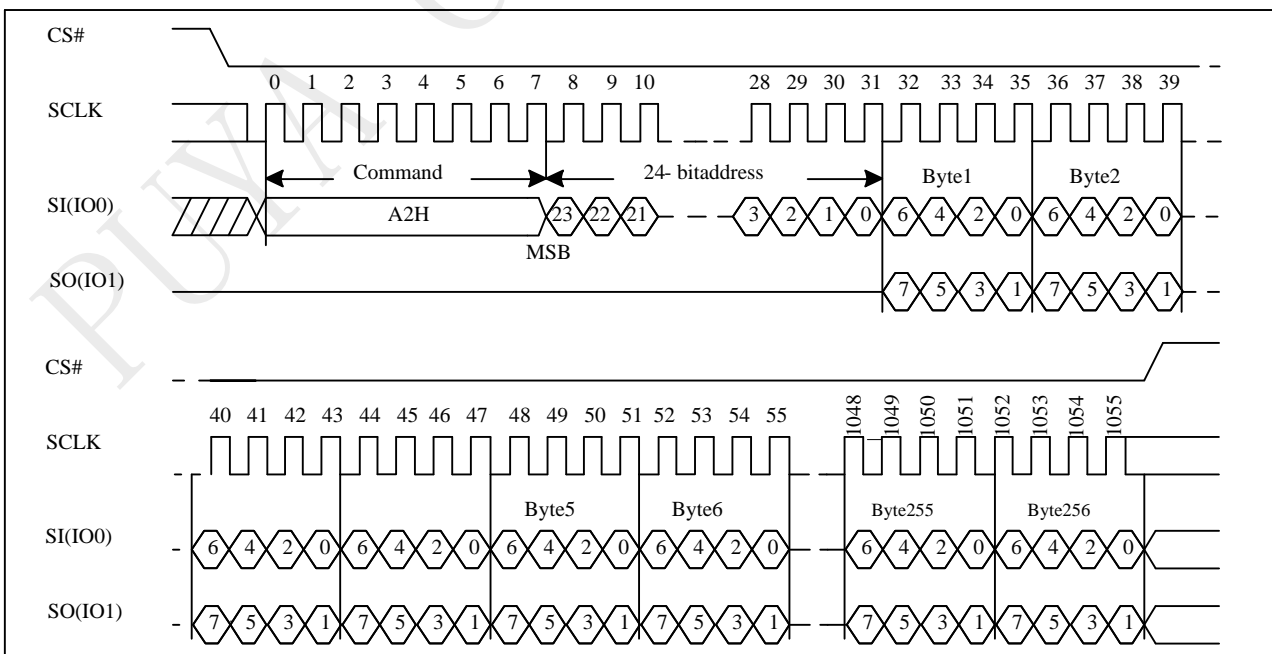 CS#
0 1 2 3 4 5 6 7 8 9 10 28 29 30 31 32 33 34 35 36 37 38 39
SCLK
Command 24- bitaddress Byte1 Byte2
SI(IO0) A2H 23 22 21 3 2 1 0 6 4 2 0 6 4 2 0
MSB
SO(IO1) 7 5 3 1 7 5 3 1
CS#
40 41 42 43 44 45 46 47 48 49 50 51 52 53 54 55 1048 1049 1050 1051 1052 1053 1054 1055
SCLK
Byte5 Byte6 Byte255 Byte256
SI(IO0) 6 4 2 0 6 4 2 0 6 4 2 0 6 4 2 0 6 4 2 0 6 4 2 0
SO(IO1) 7 5 3 1 7 5 3 1 7 5 3 1 7 5 3 1 7 5 3 1 7 5 3 1
PUYA